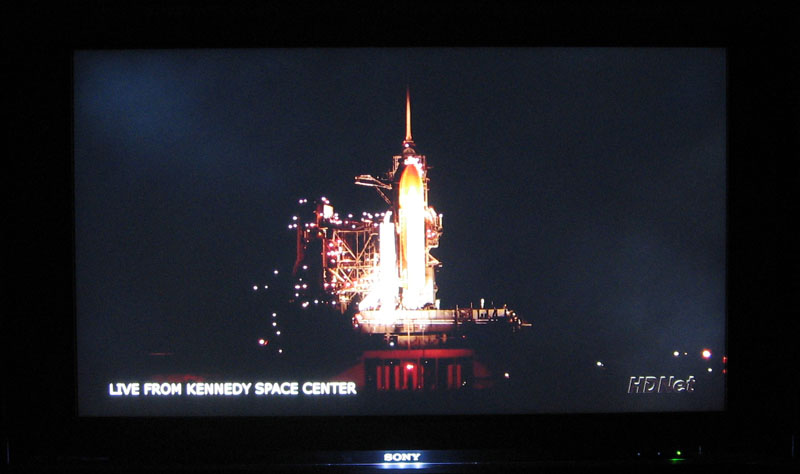 LIVE FROM KENNEDY SPACE CENTER
HDNet
SONY